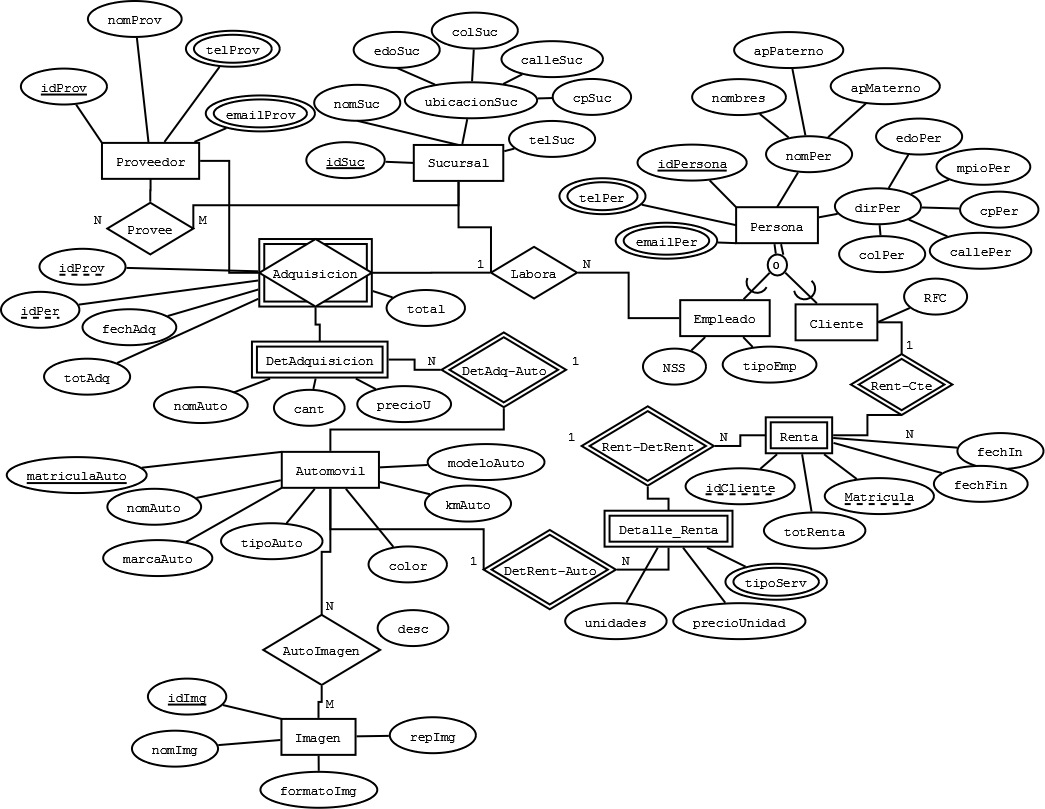 nomProv
telProv
idProv
emailProv
Proveedor
N
M
Provee
colSuc
edoSuc
calleSuc
nomSuc
ubicacionSuc
cpSuc
telSuc
idSuc
Sucursal
apPaterno
nombres
apMaterno
nomPer
idPersona
edoPer
mpioPer
telPer
dirPer
cpPer
emailPer
Persona
colPer
callePer
o
idProv
Adquisicion
1
Labora
N
idPer
fechAdq
total
totAdq
Empleado
Cliente
RFC
NSS
tipoEmp
1
Rent-Cte
DetAdquisicion
N
DetAdq-Auto
1
nomAuto
cant
precioU
1
Rent-DetRent
N
Renta
N
fechIn
fechFin
idCliente
Matricula
totRenta
matriculaAuto
Automovil
modeloAuto
nomAuto
kmAuto
marcaAuto
tipoAuto
color
1
DetRent-Auto
N
Detalle_Renta
tipoServ
unidades
precioUnidad
N
desc
AutoImagen
M
idImg
nomImg
Imagen
repImg
formatoImg